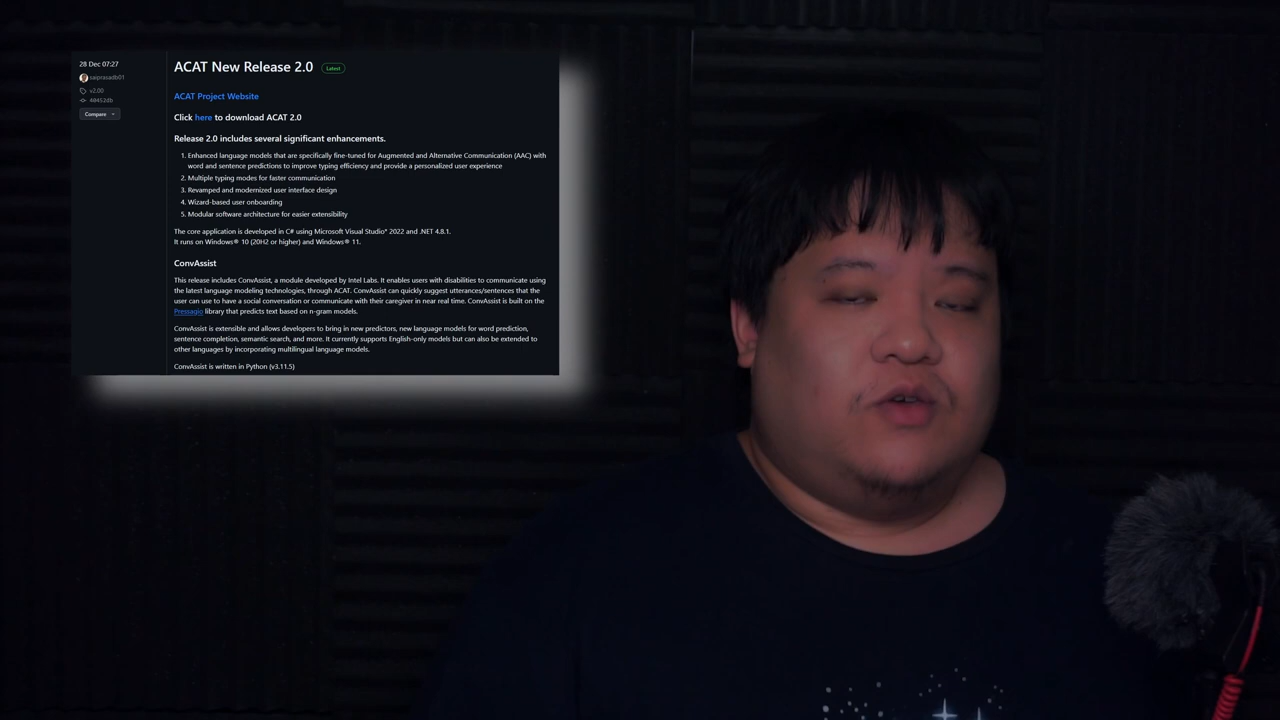 28 Dec 07:27
saiprasadb01
v2.00
48453db
Compare
ACAT New Release 2.0 Latest
ACAT Project Website
Click here to download ACAT 2.0
Release 2.0 includes several significant enhancements.
1. Enhanced language models that are specifically fine-tuned for Augmented and Alternative Communication (AAC) with
word and sentence predictions to improve typing efficiency and provide a personalized user experience
2. Multiple typing modes for faster communication
3. Revamped and modernized user interface design
4. Wizard-based user onboarding
5. Modular software architecture for easier extensibility
The core application is developed in C# using Microsoft Visual Studio* 2022 and .NET 4.8.1.
It runs on Windows® 10 (20H2 or higher) and Windows® 11.
ConvAssist
This release includes ConvAssist, a module developed by Intel Labs. It enables users with disabilities to communicate using
the latest language modeling technologies, through ACAT. ConvAssist can quickly suggest utterances/sentences that the
user can use to have a social conversation or communicate with their caregiver in near real time. ConvAssist is built on the
Pressagio library that predicts text based on n-gram models.
ConvAssist is extensible and allows developers to bring in new predictors, new language models for word prediction,
sentence completion, semantic search, and more. It currently supports English-only models but can also be extended to
other languages by incorporating multilingual language models.
ConvAssist is written in Python (v3.11.5)